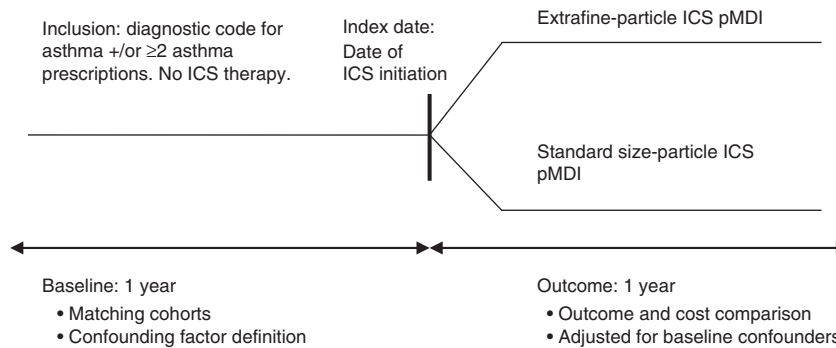 Inclusion: diagnostic code for
asthma +/or ≥2 asthma
prescriptions. No ICS therapy.
Index date:
Date of
ICS initiation
Extrafine-particle ICS pMDI
Standard size-particle ICS
pMDI
Baseline: 1 year
• Matching cohorts
• Confounding factor definition
Outcome: 1 year
• Outcome and cost comparison
• Adjusted for baseline confounders